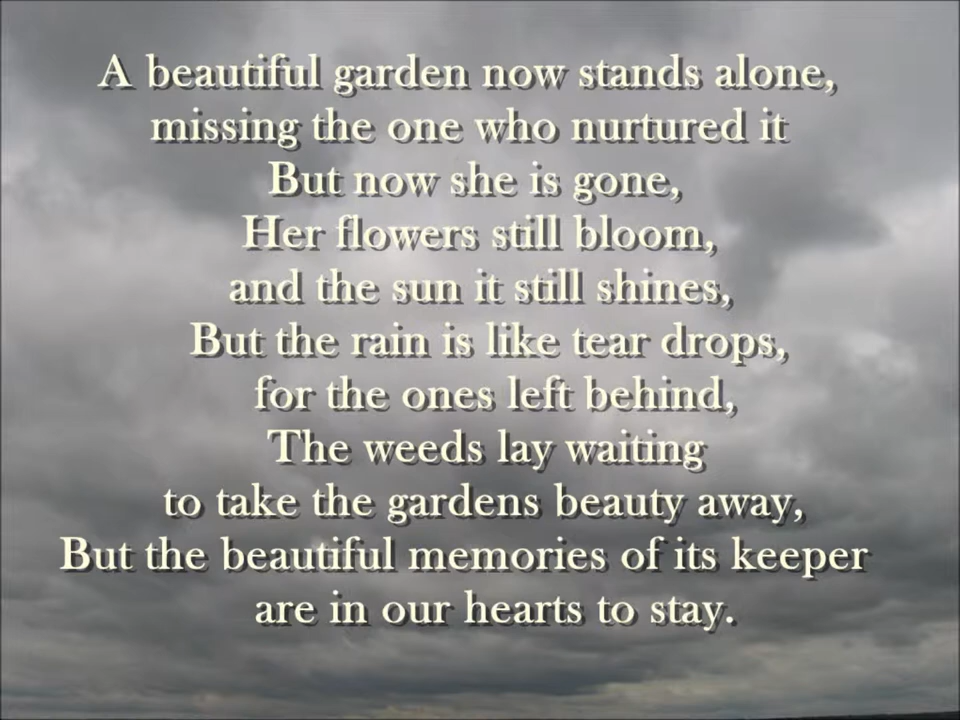 A beautiful garden now stands alone,
missing the one who nurtured it
But now she is gone,
Her flowers still bloom,
and the sun it still shines,
But the rain is like tear drops,
for the ones left behind,
The weeds lay waiting
to take the gardens beauty away,
But the beautiful memories of its keeper
are in our hearts to stay.